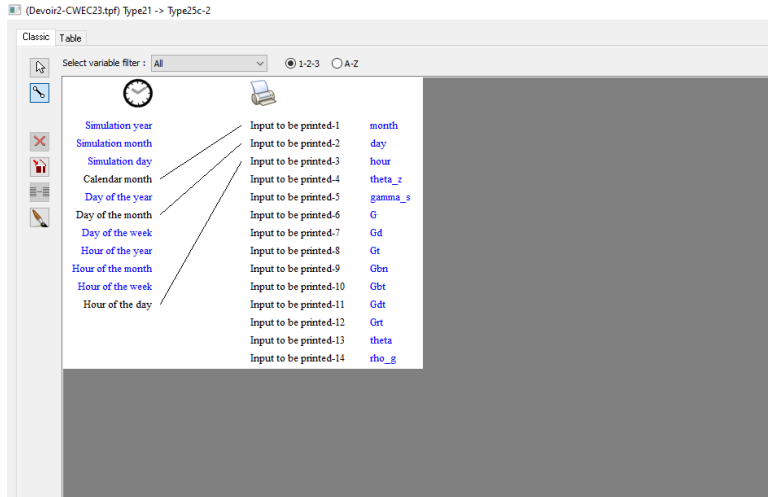 (Devoir2-CWEC23.tpf) Type21 -> Type25c-2
Classic Table
Select variable filter : All 1-2-3 A-Z
Simulation year Input to be printed-1 month
Simulation month Input to be printed-2 day
Simulation day Input to be printed-3 hour
Calendar month Input to be printed-4 theta_z
Day of the year Input to be printed-5 gamma_s
Day of the month Input to be printed-6 G
Day of the week Input to be printed-7 Gd
Hour of the year Input to be printed-8 Gt
Hour of the month Input to be printed-9 Gbn
Hour of the week Input to be printed-10 Gbt
Hour of the day Input to be printed-11 Gdt
Input to be printed-12 Grt
Input to be printed-13 theta
Input to be printed-14 rho_g